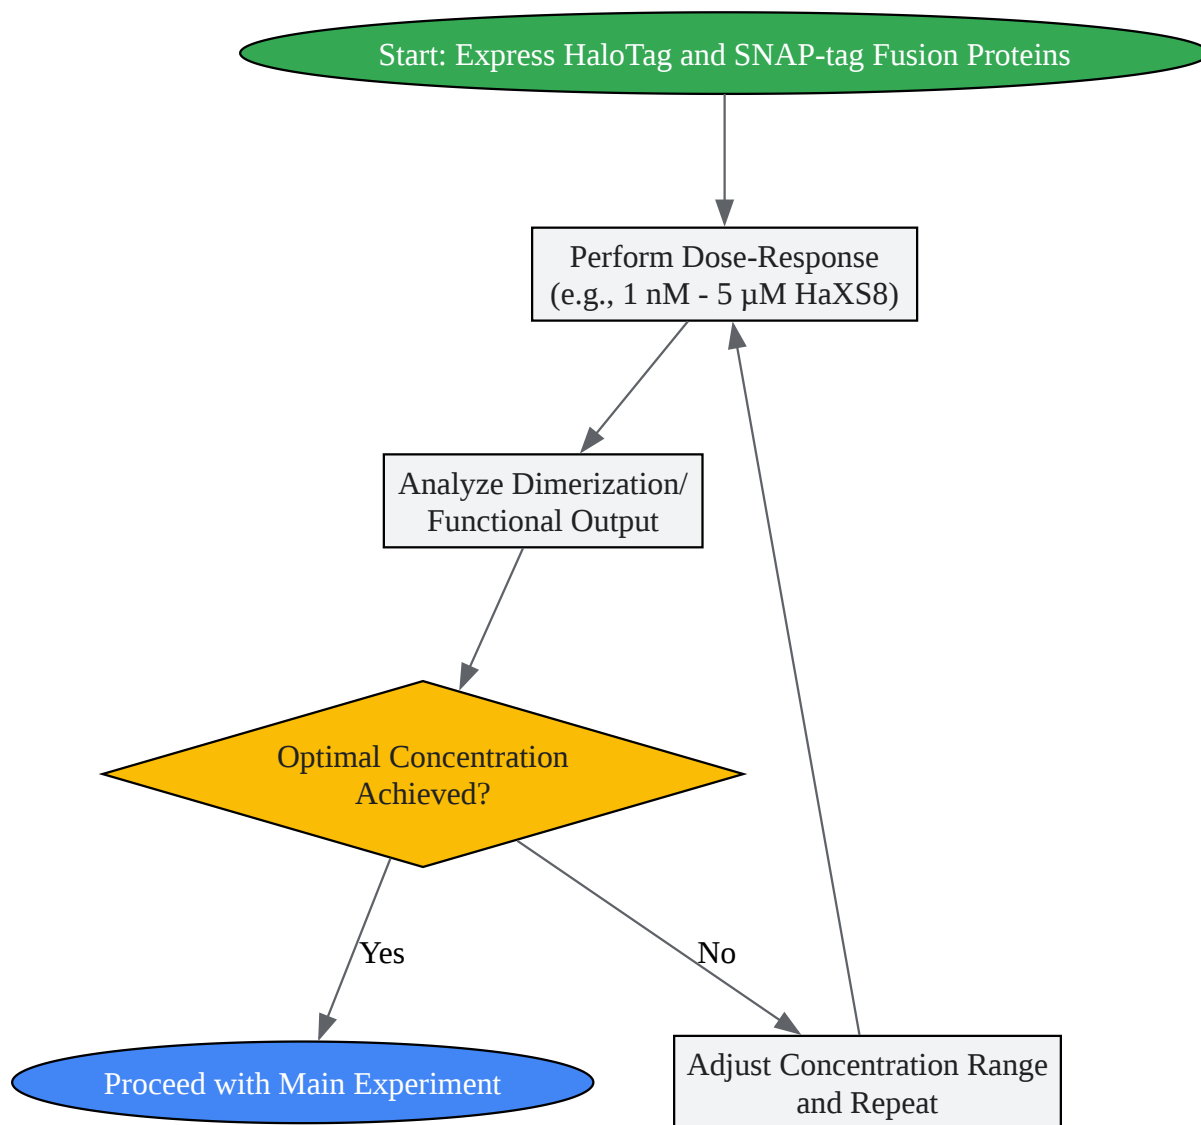 Start: Express HaloTag and SNAP-tag Fusion Proteins
Perform Dose-Response
(e.g., 1 nM - 5 µM HaXS8)
Analyze Dimerization/
Functional Output
Optimal Concentration
Achieved?
Yes
No
Proceed with Main Experiment
Adjust Concentration Range
and Repeat